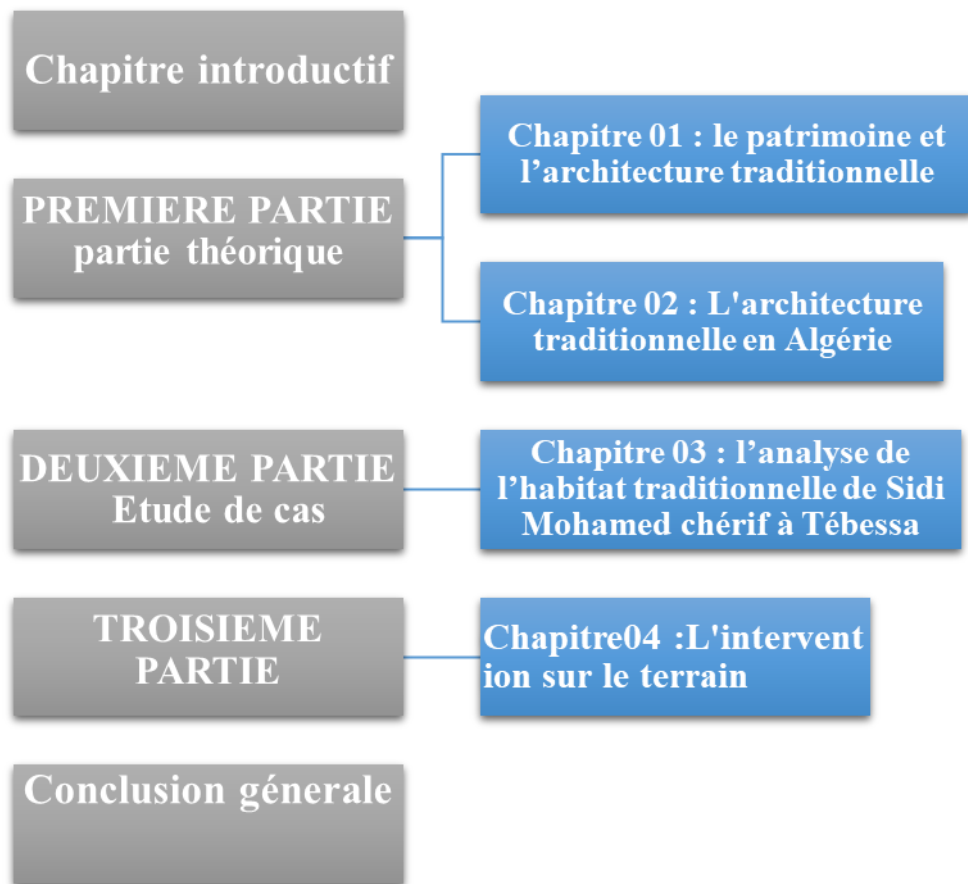 Chapitre introductif
PREMIERE PARTIE
partie théorique
Chapitre 01 : le patrimoine et
l’architecture traditionnelle
Chapitre 02 : L'architecture
traditionnelle en Algérie
DEUXIEME PARTIE
Etude de cas
Chapitre 03 : l’analyse de
l’habitat traditionnelle de Sidi
Mohamed chérif à Tébessa
TROISIEME
PARTIE
Chapitre04 :L'intervent
ion sur le terrain
Conclusion génerale